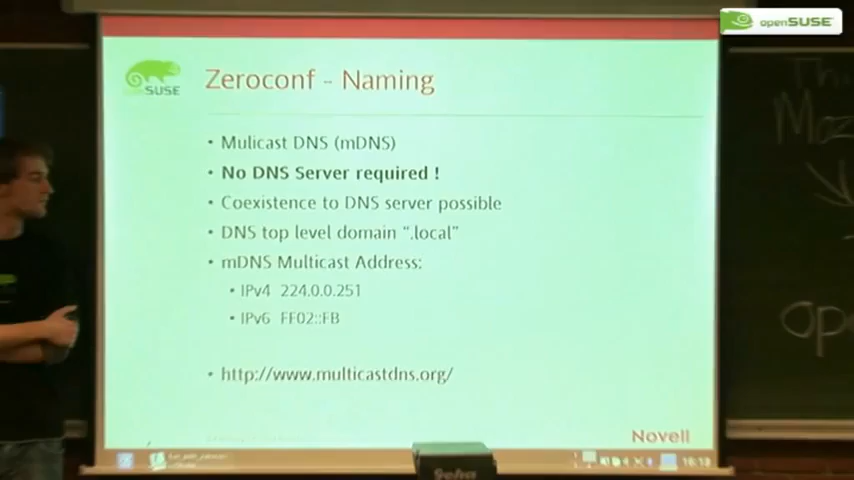 openSUSE
SUSE
Zeroconf - Naming
• Mulicast DNS (mDNS)
• No DNS Server required !
• Coexistence to DNS server possible
• DNS top level domain ".local"
• mDNS Multicast Address:
• IPv4 224.0.0.251
• IPv6 FF02::FB
• http://www.multicastdns.org/
Novell